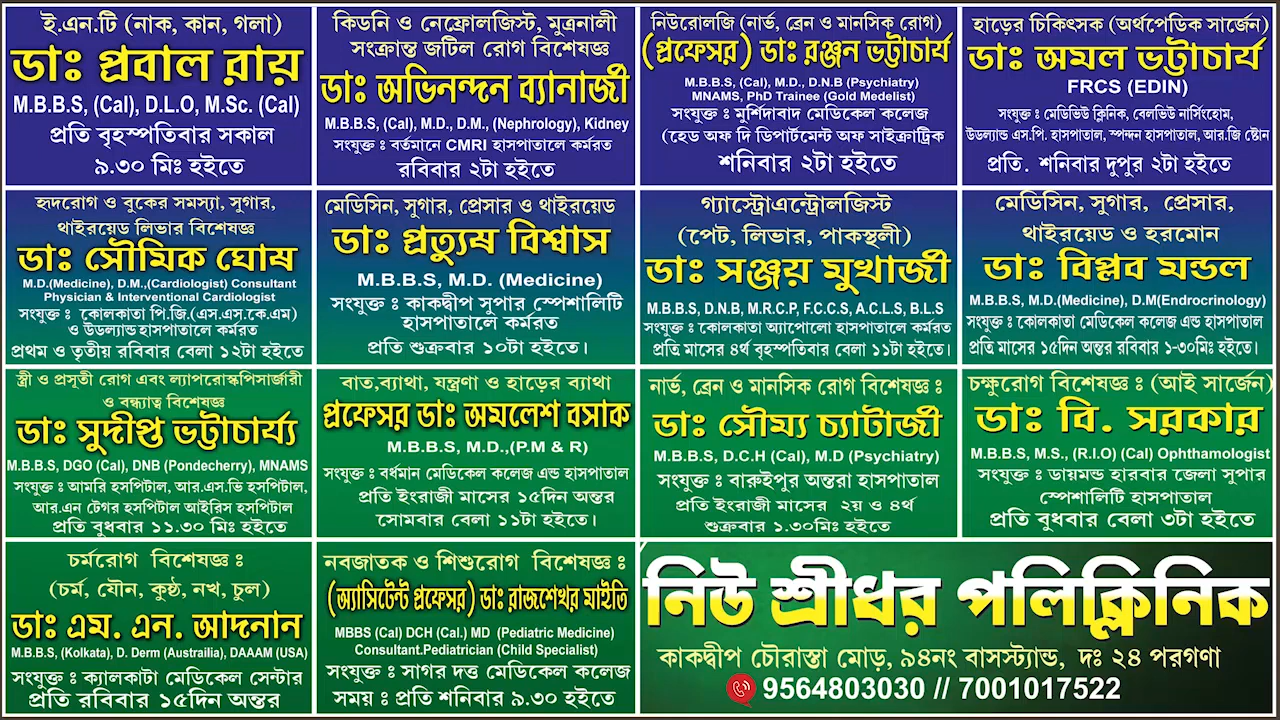 ই.এন.টি (নাক, কান, গলা)
ডাঃ প্রবাল রায়
M.B.B.S, (Cal), D.L.O, M.Sc. (Cal)
প্রতি বৃহস্পতিবার সকাল
৯.৩০ মিঃ হইতে
কিডনি ও নেফ্রোলজিস্ট, মুত্রনালী
সংক্রান্ত জটিল রোগ বিশেষজ্ঞ
ডাঃ অভিনন্দন ব্যানার্জী
M.B.B.S, (Cal), M.D., D.M., (Nephrology), Kidney
সংযুক্ত : বর্তমানে CMRI হাসপাতালে কর্মরত
রবিবার ২টা হইতে
নিউরোলজি (নার্ভ, ব্রেন ও মানসিক রোগ)
(প্রফেসর) ডাঃ রঞ্জন ভট্টাচার্য
M.B.B.S, (Cal), M.D., D.N.B (Psychiatry)
MNAMS, PhD Trainee (Gold Medelist)
সংযুক্ত : মুর্শিদাবাদ মেডিকেল কলেজ
(হেড অফ দি ডিপার্টমেন্ট অফ সাইক্রাট্রিক
শনিবার ২টা হইতে
হাড়ের চিকিৎসক (অর্থপেডিক সার্জেন)
ডাঃ অমল ভট্টাচার্য
FRCS (EDIN)
সংযুক্ত : মেডিভিউ ক্লিনিক, বেলভিউ নার্সিংহোম,
উডল্যান্ড এস.পি. হাসপাতাল, স্পন্দন হাসপাতাল, আর.জি ষ্টোন
প্রতি. শনিবার দুপুর ২টা হইতে
হৃদরোগ ও বুকের সমস্যা, সুগার,
থাইরয়েড লিভার বিশেষজ্ঞ
ডাঃ সৌমিক ঘোষ
M.D.(Medicine), D.M.,(Cardiologist) Consultant
Physician & Interventional Cardiologist
সংযুক্ত : কোলকাতা পি.জি.(এস.এস.কে.এম)
ও উডল্যান্ড হাসপাতালে কর্মরত
প্রথম ও তৃতীয় রবিবার বেলা ১২টা হইতে
মেডিসিন, সুগার, প্রেসার ও থাইরয়েড
ডাঃ প্রত্যুষ বিশ্বাস
M.B.B.S, M.D. (Medicine)
সংযুক্ত : কাকদ্বীপ সুপার স্পেশালিটি
হাসপাতালে কর্মরত
প্রতি শুক্রবার ১০টা হইতে।
গ্যাস্ট্রোএন্ট্রোলজিস্ট
(পেট, লিভার, পাকস্থলী)
ডাঃ সঞ্জয় মুখার্জী
M.B.B.S, D.N.B, M.R.C.P, F.C.C.S, A.C.L.S, B.L.S
সংযুক্ত : কোলকাতা অ্যাপোলো হাসপাতালে কর্মরত
প্রতি মাসের ৪র্থ বৃহস্পতিবার বেলা ১১টা হইতে।
মেডিসিন, সুগার, প্রেসার,
থাইরয়েড ও হরমোন
ডাঃ বিপ্লব মন্ডল
M.B.B.S, M.D.(Medicine), D.M(Endrocrinology)
সংযুক্ত : কোলকাতা মেডিকেল কলেজ এন্ড হাসপাতাল
প্রতি মাসের ১৫দিন অন্তর রবিবার ১-৩০মিঃ হইতে।
স্ত্রী ও প্রসূতী রোগ এবং ল্যাপরোস্কপিসার্জারী
ও বন্ধ্যাত্ব বিশেষজ্ঞ
ডাঃ সুদীপ্ত ভট্টাচার্য্য
M.B.B.S, DGO (Cal), DNB (Pondecherry), MNAMS
সংযুক্ত : আমরি হসপিটাল, আর.এস.ভি হসপিটাল,
আর.এন টেগর হসপিটাল আইরিস হসপিটাল
প্রতি বুধবার ১১.৩০ মিঃ হইতে
বাত,ব্যাথা, যন্ত্রণা ও হাড়ের ব্যাথা
প্রফেসর ডাঃ অমলেশ বসাক
M.B.B.S, M.D.,(P.M & R)
সংযুক্ত : বর্ধমান মেডিকেল কলেজ এন্ড হাসপাতাল
প্রতি ইংরাজী মাসের ১৫দিন অন্তর
সোমবার বেলা ১১টা হইতে।
নার্ভ, ব্রেন ও মানসিক রোগ বিশেষজ্ঞ :
ডাঃ সৌম্য চ্যাটার্জী
M.B.B.S, D.C.H (Cal), M.D (Psychiatry)
সংযুক্ত : বারুইপুর অন্তরা হাসপাতাল
প্রতি ইংরাজী মাসের ২য় ও ৪র্থ
শুক্রবার ১.৩০মিঃ হইতে
চক্ষুরোগ বিশেষজ্ঞ : (আই সার্জেন)
ডাঃ বি. সরকার
M.B.B.S, M.S., (R.I.O) (Cal) Ophthamologist
সংযুক্ত : ডায়মন্ড হারবার জেলা সুপার
স্পেশালিটি হাসপাতাল
প্রতি বুধবার বেলা ৩টা হইতে
চর্মরোগ বিশেষজ্ঞ :
(চর্ম, যৌন, কুষ্ঠ, নখ, চুল)
ডাঃ এম. এন. আদনান
M.B.B.S, (Kolkata), D. Derm (Austrailia), DAAAM (USA)
সংযুক্ত : ক্যালকাটা মেডিকেল সেন্টার
প্রতি রবিবার ১৫দিন অন্তর
নবজাতক ও শিশুরোগ বিশেষজ্ঞ :
(অ্যাসিটেন্ট প্রফেসর) ডাঃ রাজশেখর মাইতি
MBBS (Cal) DCH (Cal.) MD (Pediatric Medicine)
Consultant.Pediatrician (Child Specialist)
সংযুক্ত : সাগর দত্ত মেডিকেল কলেজ
সময় : প্রতি শনিবার ৯.৩০ হইতে
নিউ শ্রীধর পলিক্লিনিক
কাকদ্বীপ চৌরাস্তা মোড়, ৯৪নং বাসস্ট্যান্ড, দঃ ২৪ পরগণা
9564803030 // 7001017522